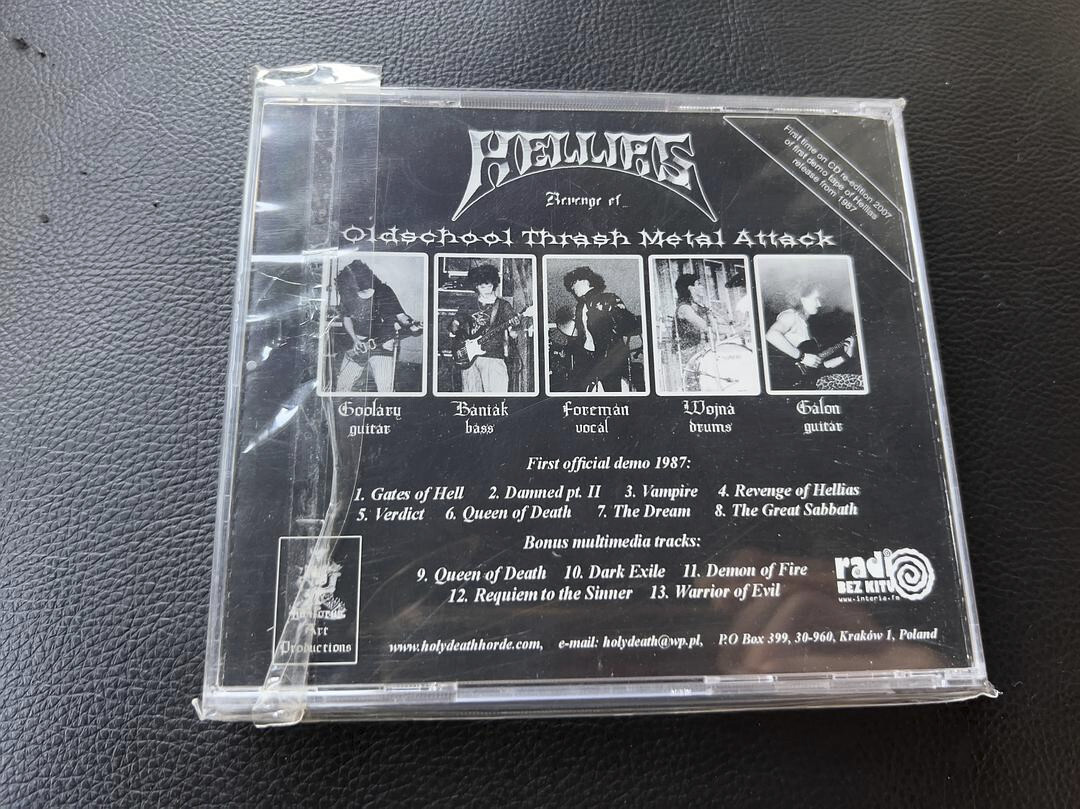 HELLIAS
Revenge of...
First time on CD re-edition 2007
of first demo tape of Hellias
release from 1987
Oldschool Thrash Metal Attack
Goolary Baniak Foreman Wojna Galon
guitar bass vocal drums guitar
First official demo 1987:
1. Gates of Hell 2. Damned pt. II 3. Vampire 4. Revenge of Hellias
5. Verdict 6. Queen of Death 7. The Dream 8. The Great Sabbath
Bonus multimedia tracks:
9. Queen of Death 10. Dark Exile 11. Demon of Fire
12. Requiem to the Sinner 13. Warrior of Evil
radi
BEZ KITU
www.interia.fm
Art
Productions
www.holydeathhorde.com, e-mail: holydeath@wp.pl, P.O Box 399, 30-960, Kraków 1, Poland